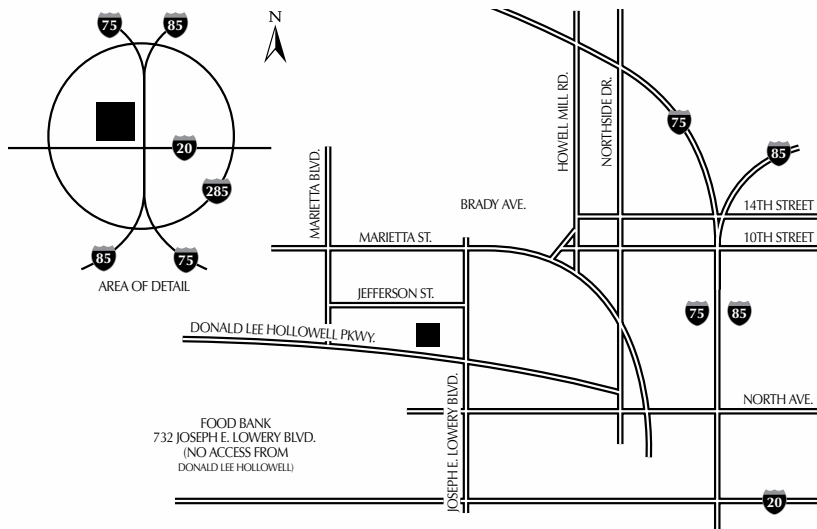 75
85
N
20
285
85
75
AREA OF DETAIL
MARIETTA BLVD.
HOWELL MILL RD.
NORTHSIDE DR.
75
85
BRADY AVE.
14TH STREET
MARIETTA ST.
10TH STREET
JEFFERSON ST.
75
85
DONALD LEE HOLLOWELL PKWY.
NORTH AVE.
FOOD BANK
732 JOSEPH E. LOWERY BLVD.
(NO ACCESS FROM
DONALD LEE HOLLOWELL)
JOSEPH E. LOWERY BLVD.
20